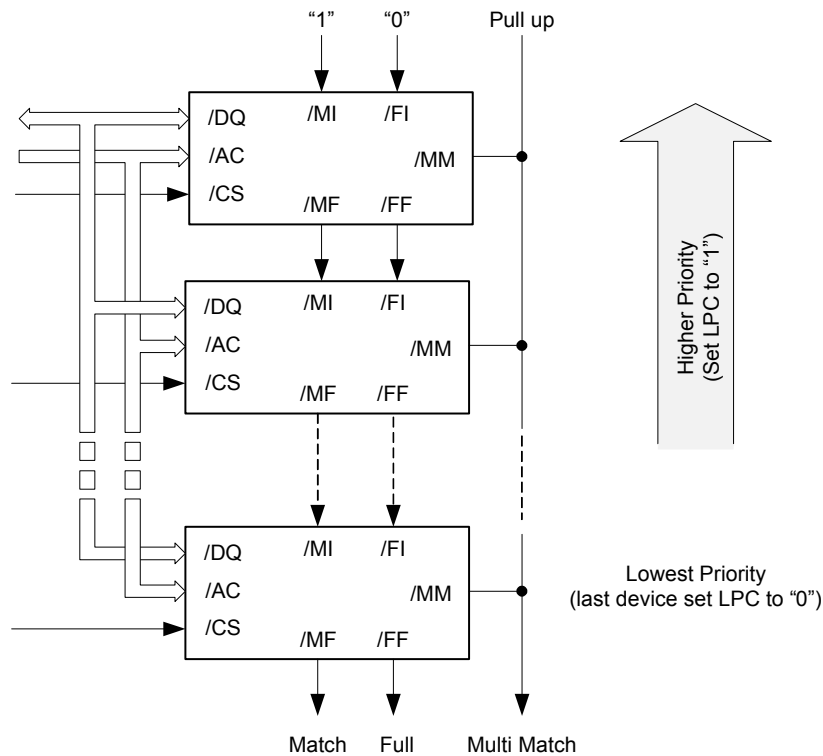 “1” “0” Pull up
/DQ /MI /FI
/AC /MM
/CS
/MF /FF
/DQ /MI /FI
/AC /MM
/CS
/MF /FF
/DQ /MI /FI
/AC /MM
/CS
/MF /FF
Match Full Multi Match
Higher Priority
(Set LPC to “1”)
Lowest Priority
(last device set LPC to “0”)